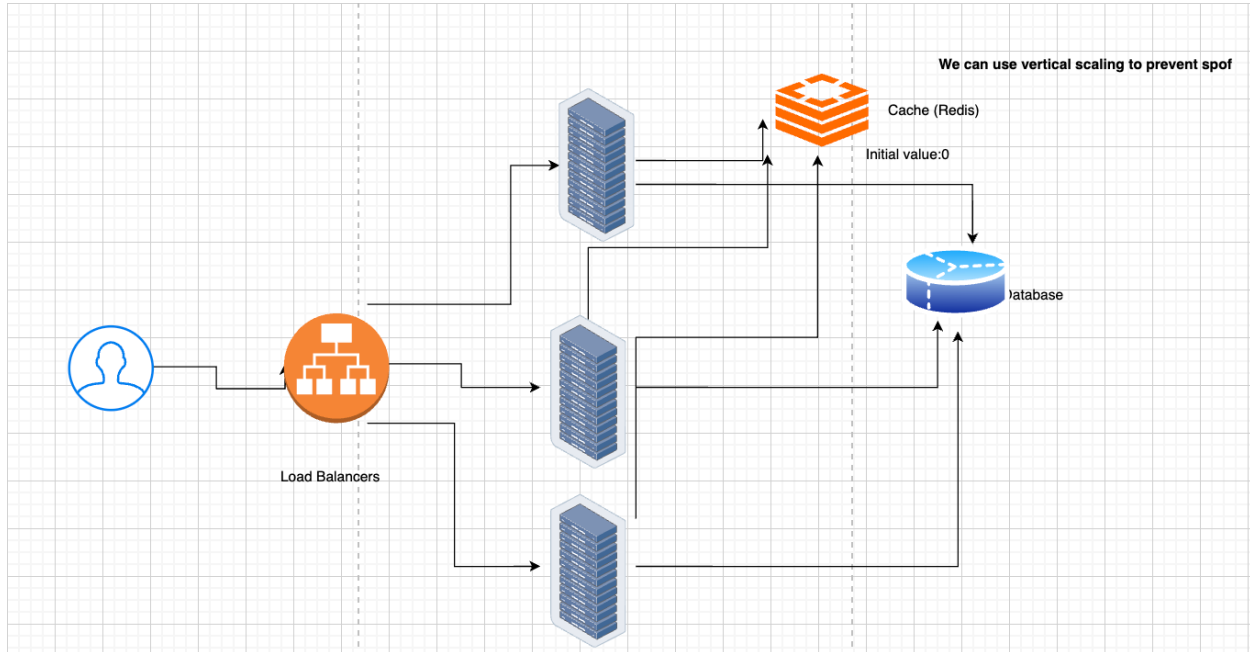 We can use vertical scaling to prevent spof
Cache (Redis)
Initial value:0
Database
Load Balancers